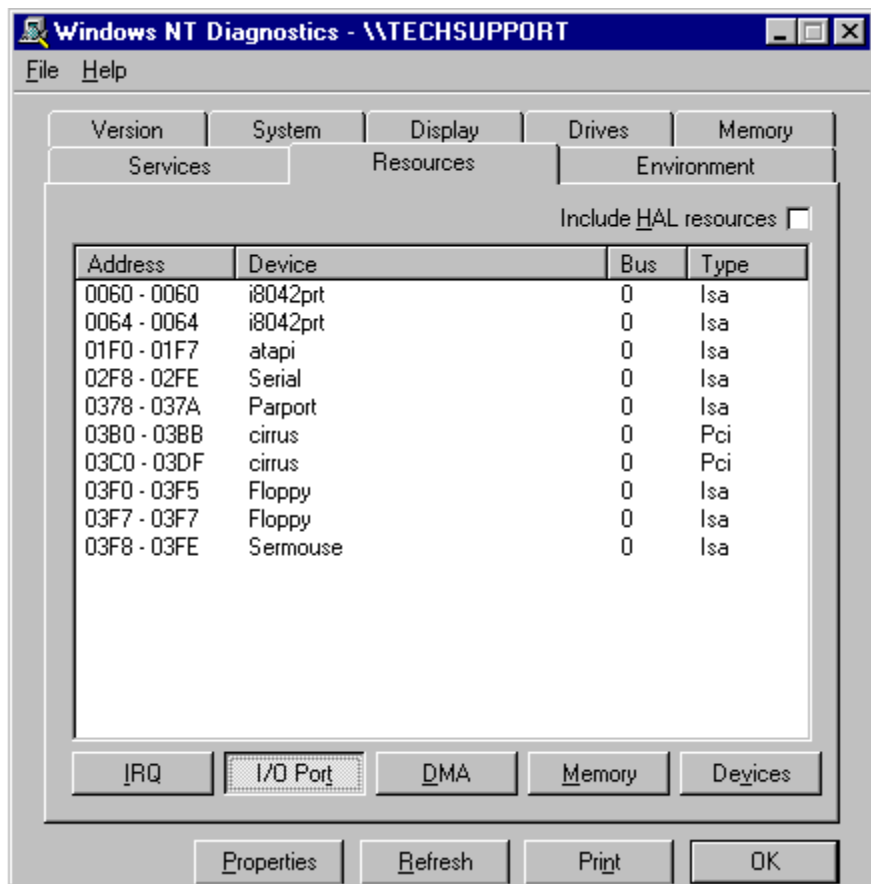 Windows NT Diagnostics - \\TECHSUPPORT
File Help
Version System Display Drives Memory
Services Resources Environment
Include HAL resources
Address Device Bus Type
0060 - 0060 i8042prt 0 Isa
0064 - 0064 i8042prt 0 Isa
01F0 - 01F7 atapi 0 Isa
02F8 - 02FE Serial 0 Isa
0378 - 037A Parport 0 Isa
03B0 - 03BB cirrus 0 Pci
03C0 - 03DF cirrus 0 Pci
03F0 - 03F5 Floppy 0 Isa
03F7 - 03F7 Floppy 0 Isa
03F8 - 03FE Sermouse 0 Isa
IRQ I/O Port DMA Memory Devices
Properties Refresh Print OK